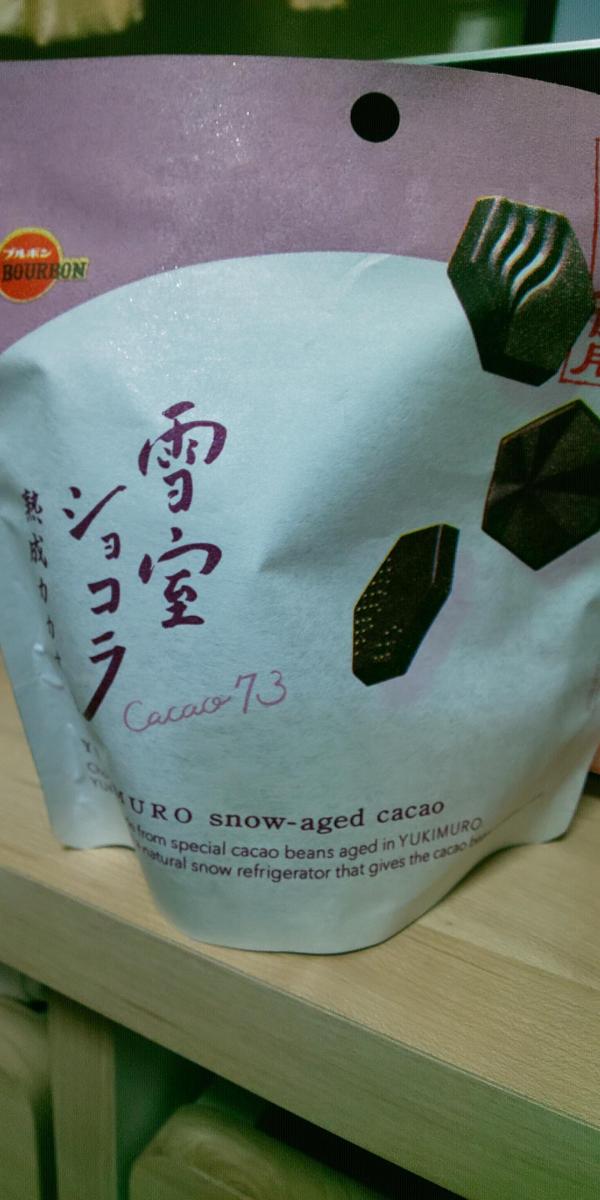 ブルボン
BOURBON
雪室
ショコラ
熟成カカオ
Cacao 73
MURO snow-aged cacao
from special cacao beans aged in YUKIMURO
natural snow refrigerator that gives the cacao